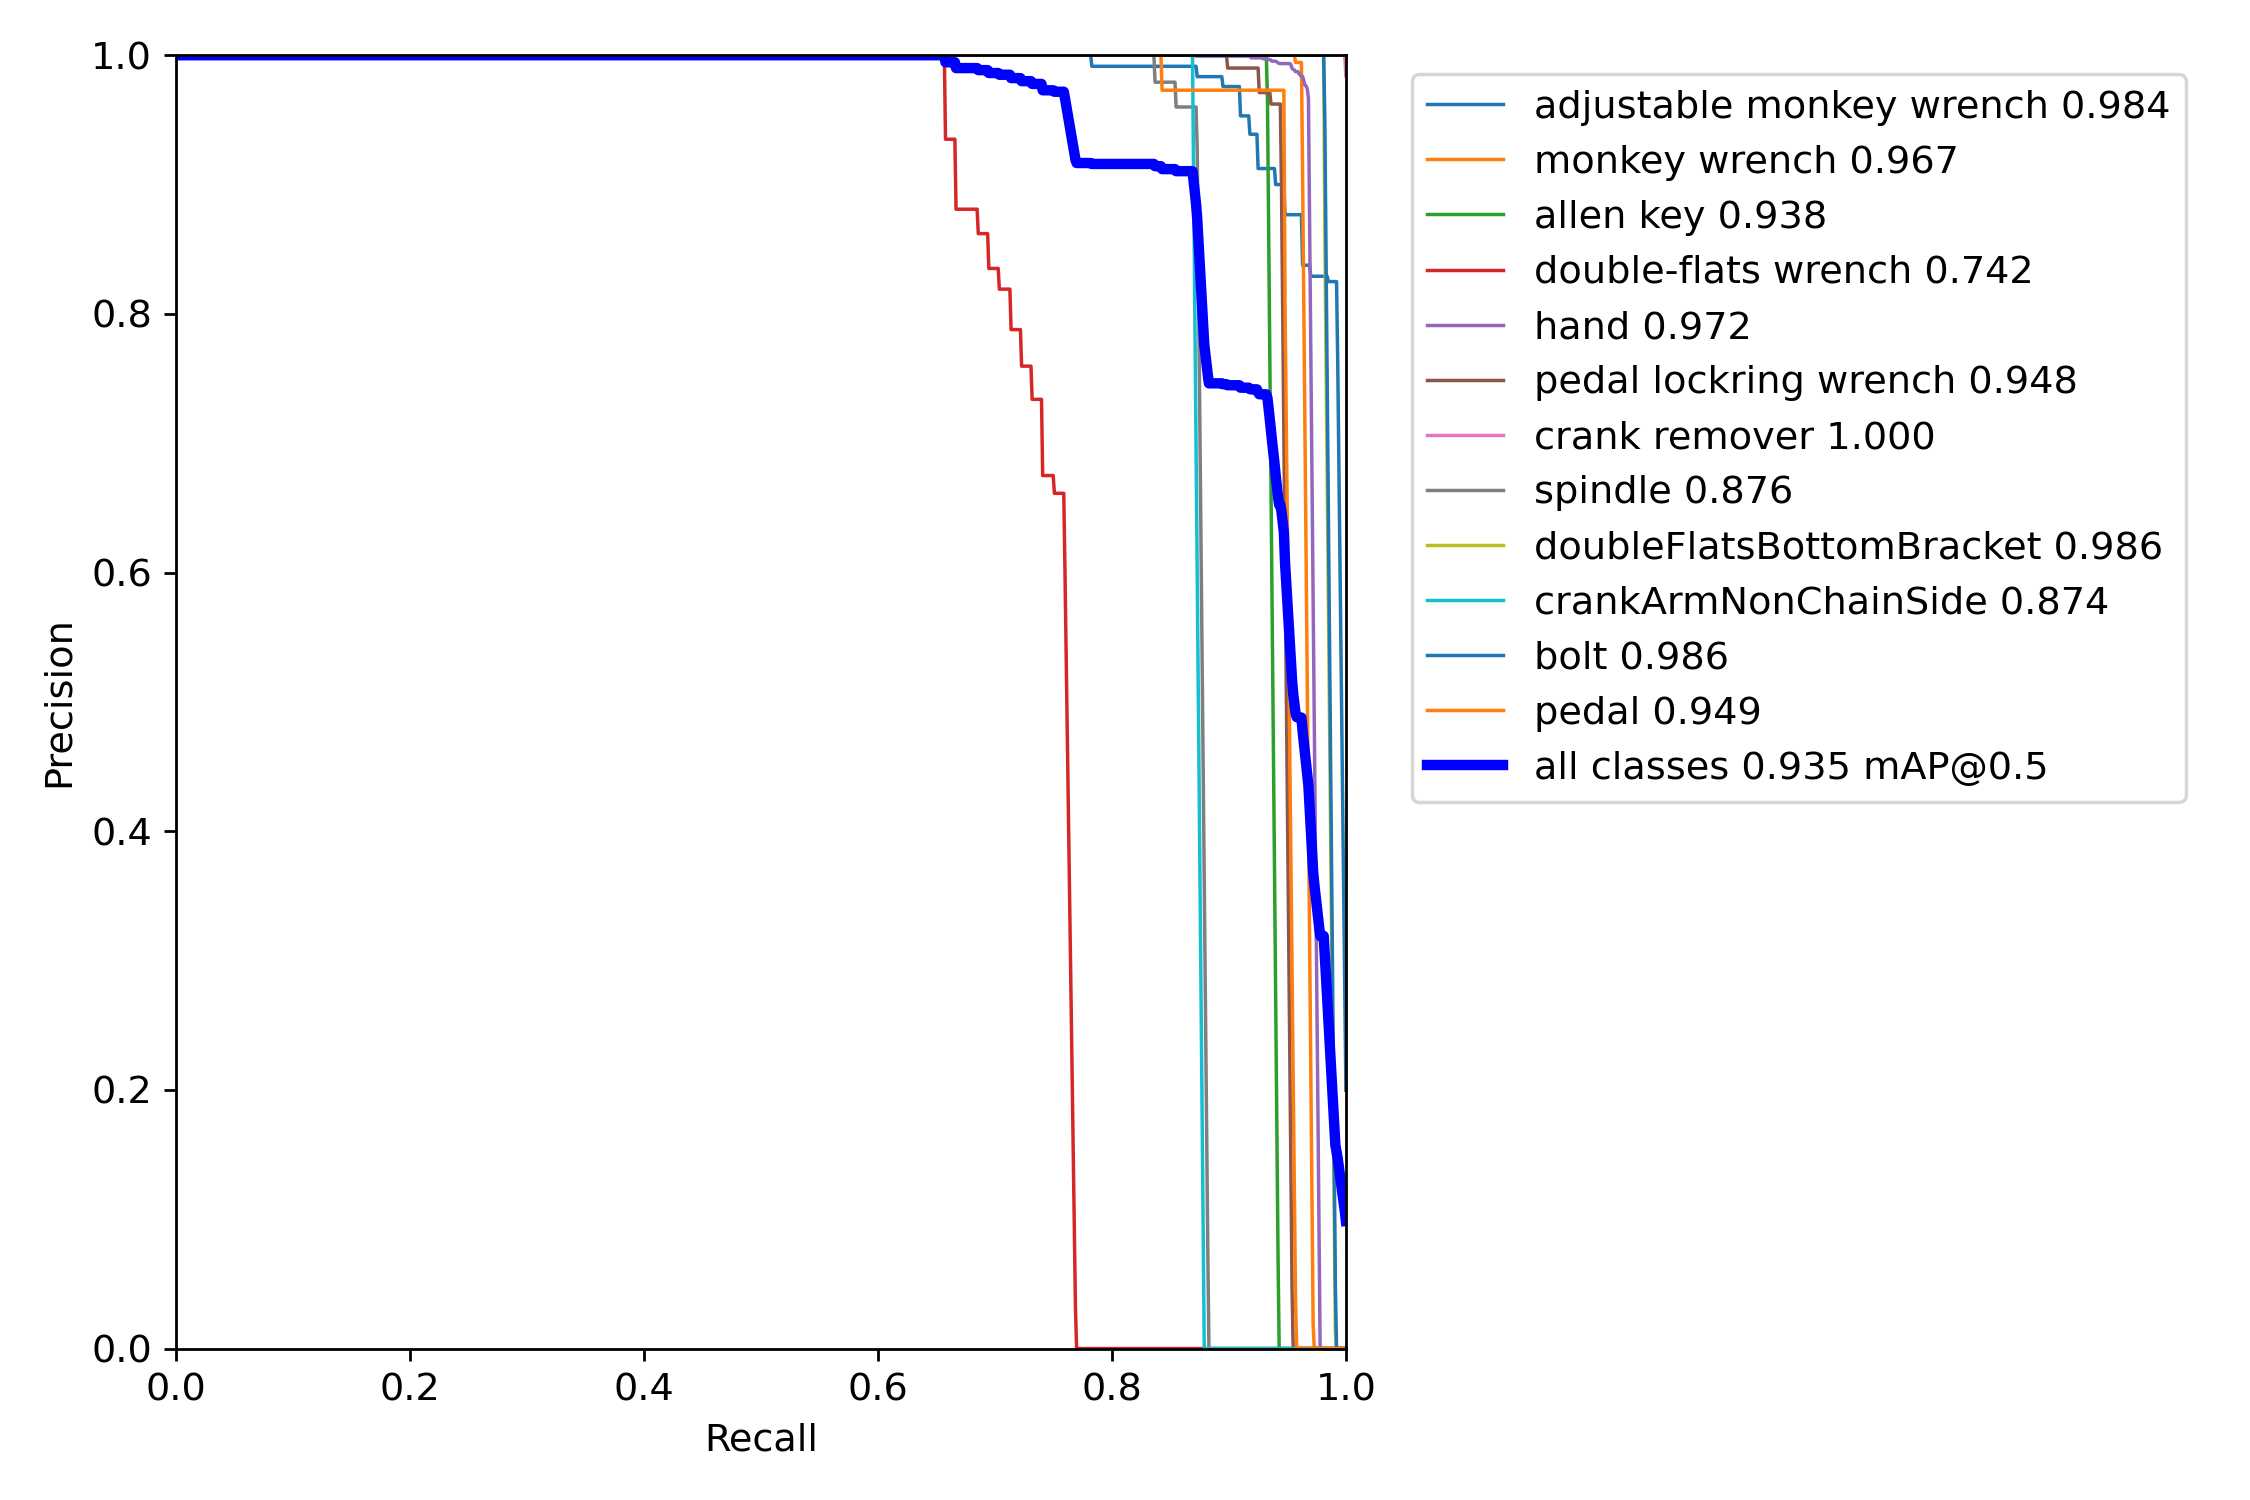 1.0
0.8
0.6
0.4
0.2
0.0
Precision
0.0 0.2 0.4 0.6 0.8 1.0
Recall
adjustable monkey wrench 0.984
monkey wrench 0.967
allen key 0.938
double-flats wrench 0.742
hand 0.972
pedal lockring wrench 0.948
crank remover 1.000
spindle 0.876
doubleFlatsBottomBracket 0.986
crankArmNonChainSide 0.874
bolt 0.986
pedal 0.949
all classes 0.935 mAP@0.5